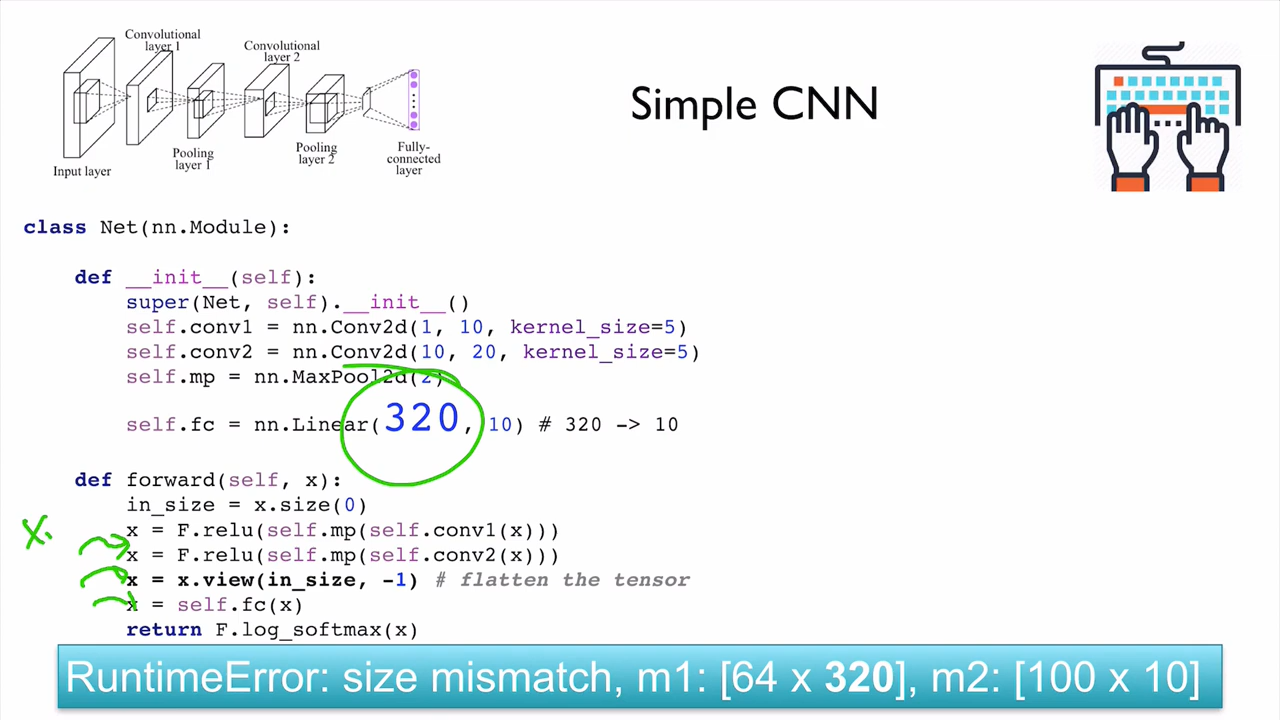 Convolutional
layer 1
Convolutional
layer 2
Pooling
layer 1
Pooling
layer 2
Fully-
connected
layer
Input layer
Simple CNN
class Net(nn.Module):
def __init__(self):
super(Net, self).__init__()
self.conv1 = nn.Conv2d(1, 10, kernel_size=5)
self.conv2 = nn.Conv2d(10, 20, kernel_size=5)
self.mp = nn.MaxPool2d(2)
self.fc = nn.Linear(320, 10) # 320 -> 10
def forward(self, x):
in_size = x.size(0)
x = F.relu(self.mp(self.conv1(x)))
x.
x = F.relu(self.mp(self.conv2(x)))
x = x.view(in_size, -1) # flatten the tensor
x = self.fc(x)
return F.log_softmax(x)
RuntimeError: size mismatch, m1: [64 x 320], m2: [100 x 10]